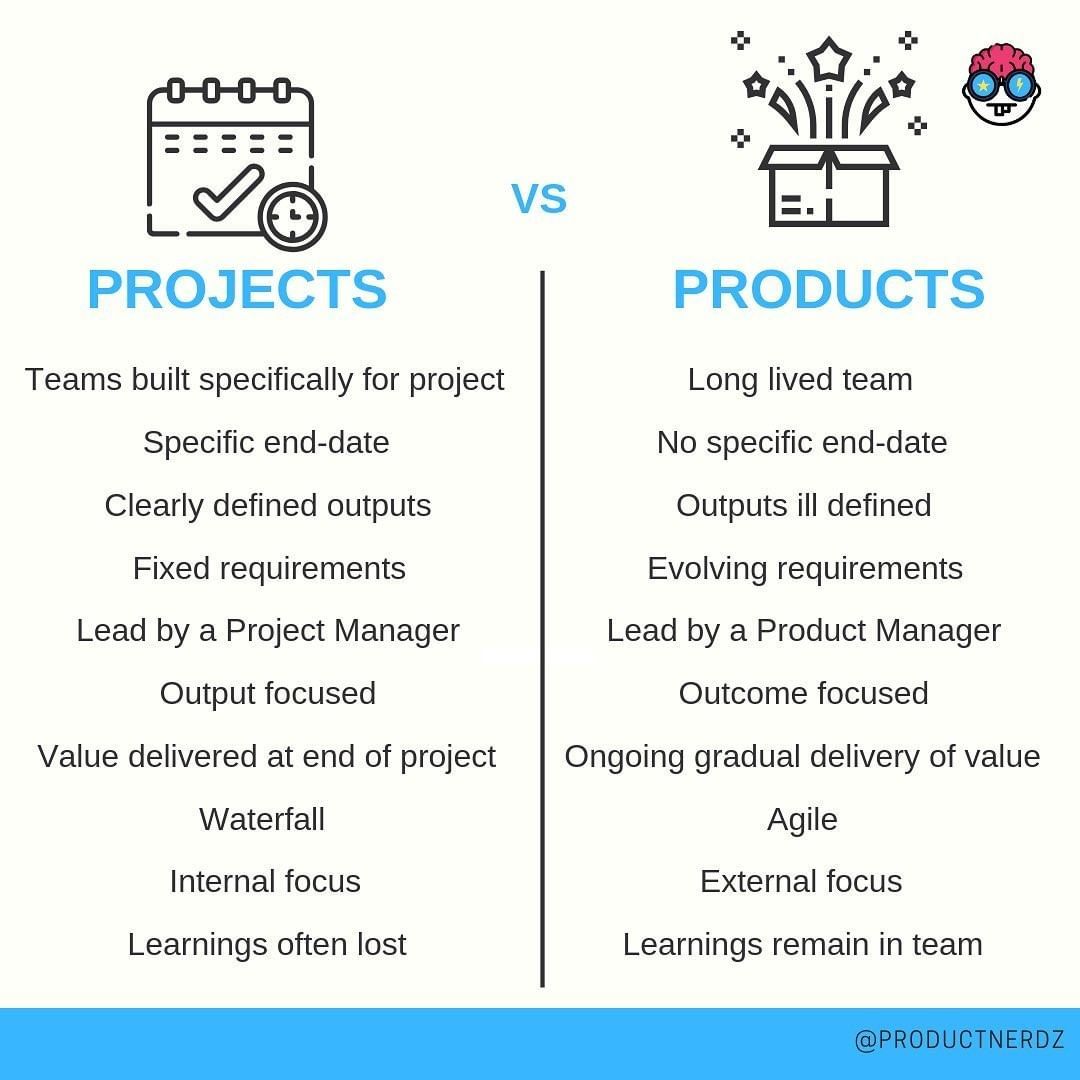 VS
PROJECTS
Teams built specifically for project
Specific end-date
Clearly defined outputs
Fixed requirements
Lead by a Project Manager
Output focused
Value delivered at end of project
Waterfall
Internal focus
Learnings often lost
PRODUCTS
Long lived team
No specific end-date
Outputs ill defined
Evolving requirements
Lead by a Product Manager
Outcome focused
Ongoing gradual delivery of value
Agile
External focus
Learnings remain in team
@PRODUCTNERDZ